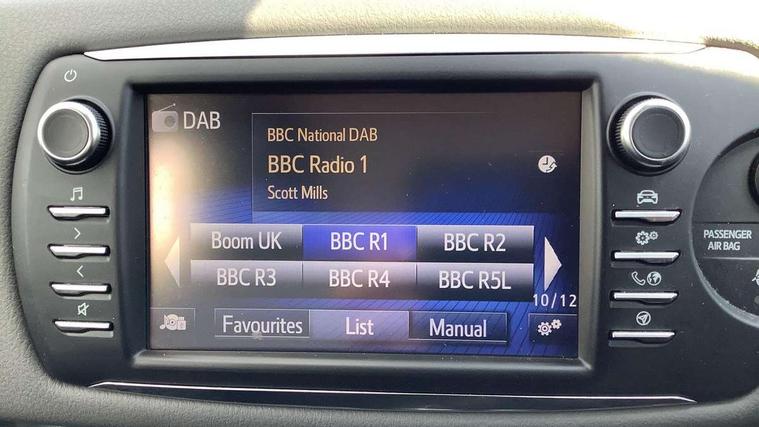 DAB
BBC National DAB
BBC Radio 1
Scott Mills
Boom UK BBC R1 BBC R2
BBC R3 BBC R4 BBC R5L
10/12
Favourites List Manual
PASSENGER
AIR BAG